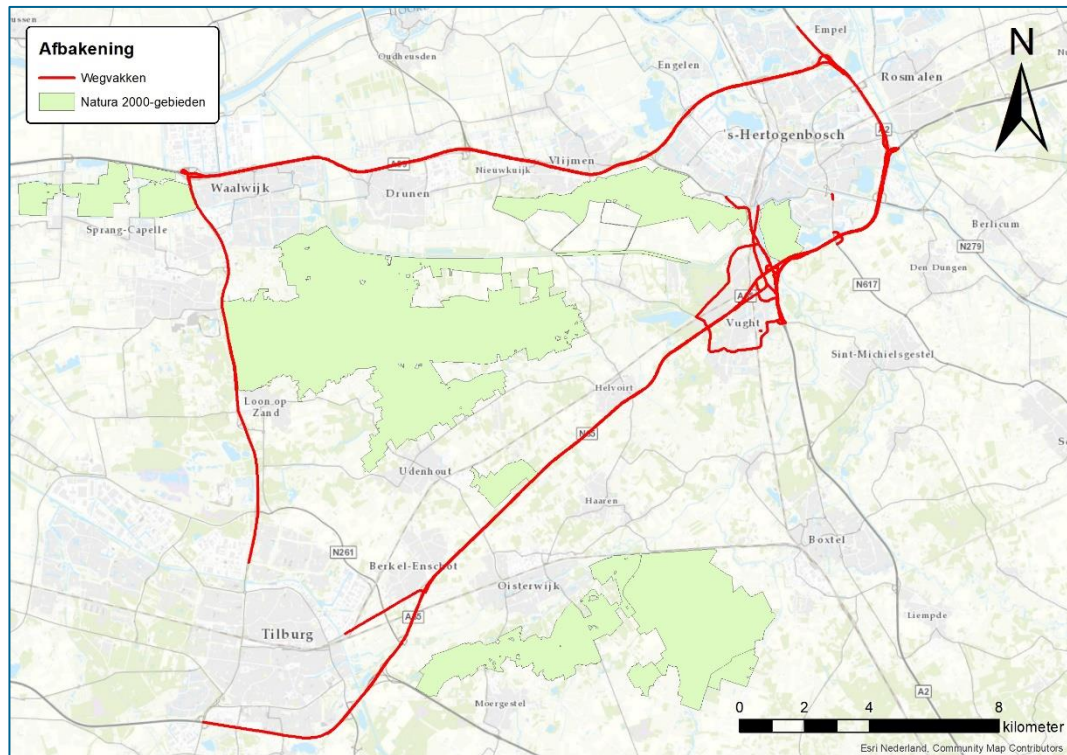 Afbakening
Wegvakken
Natura 2000-gebieden
Oudheusden
Engelen
Empel
Rosmalen
N
's-Hertogenbosch
A2
A59
Nieuwkuijk
Vlijmen
Waalwijk
Drunen
Sprang-Capelle
Berlicum
N279
Den Dungen
N617
Vught
Sint-Michielsgestel
Helvoirt
Loon op
Zand
N65
Udenhout
Haaren
Boxtel
N261
Berkel-Enschot
Oisterwijk
A65
Liempde
Tilburg
Moergestel
A2
0 2 4 8
kilometer
Esri Nederland, Community Map Contributors